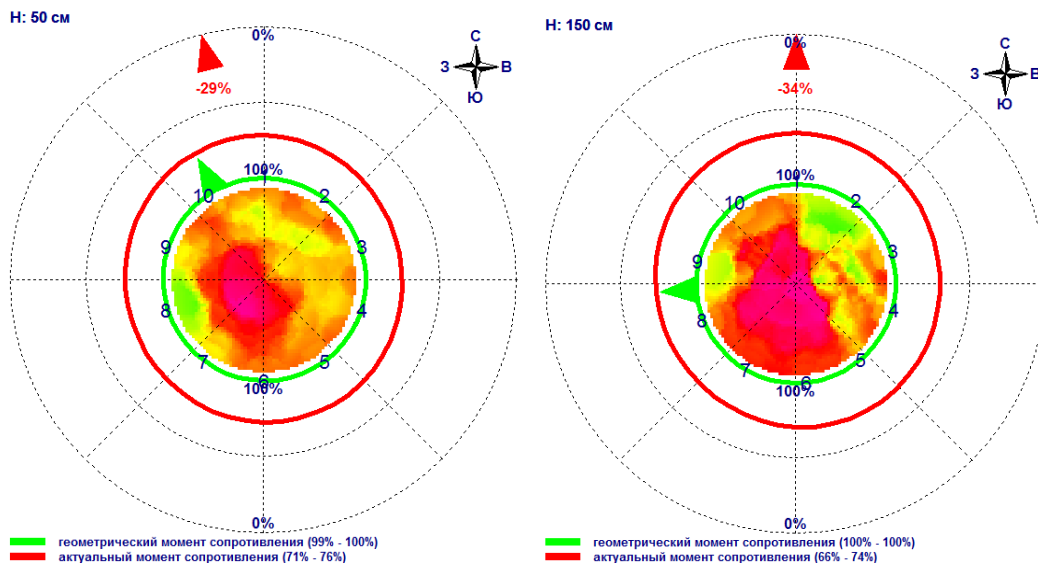 H: 50 см
0%
-29%
С
З В
Ю
100%
1
2
3
4
5
6
7
8
9
10
100%
0%
геометрический момент сопротивления (99% - 100%)
актуальный момент сопротивления (71% - 76%)
H: 150 см
0%
-34%
С
З В
Ю
100%
1
2
3
4
5
6
7
8
9
10
100%
0%
геометрический момент сопротивления (100% - 100%)
актуальный момент сопротивления (66% - 74%)